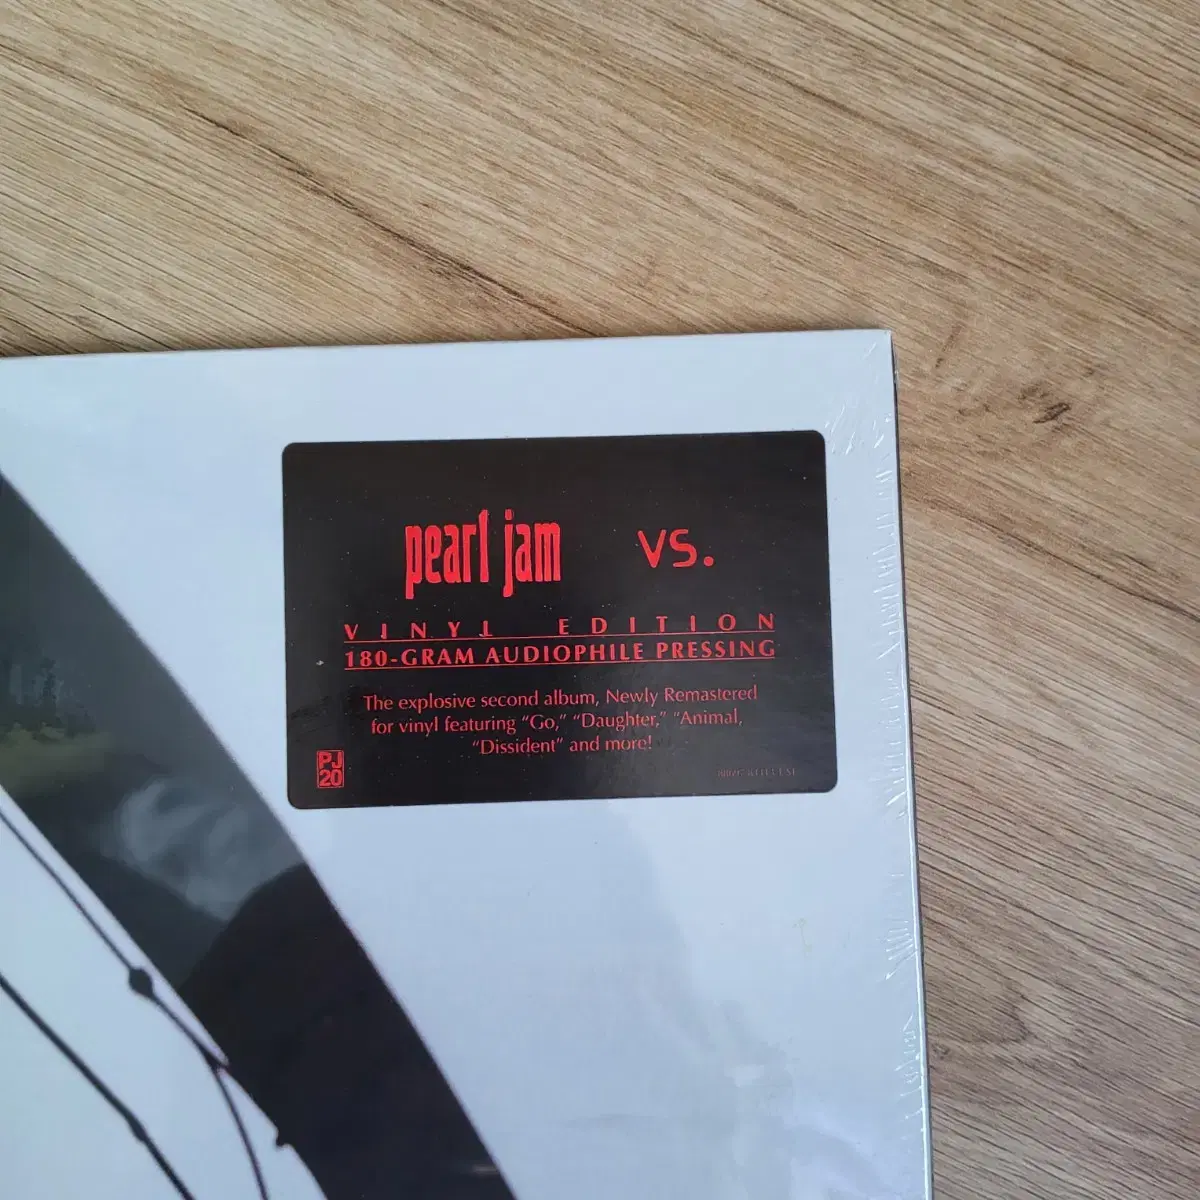 pearl jam vs.
VINYL EDITION
180-GRAM AUDIOPHILE PRESSING
The explosive second album, Newly Remastered
for vinyl featuring “Go,” “Daughter,” “Animal,
“Dissident” and more!
PJ
20